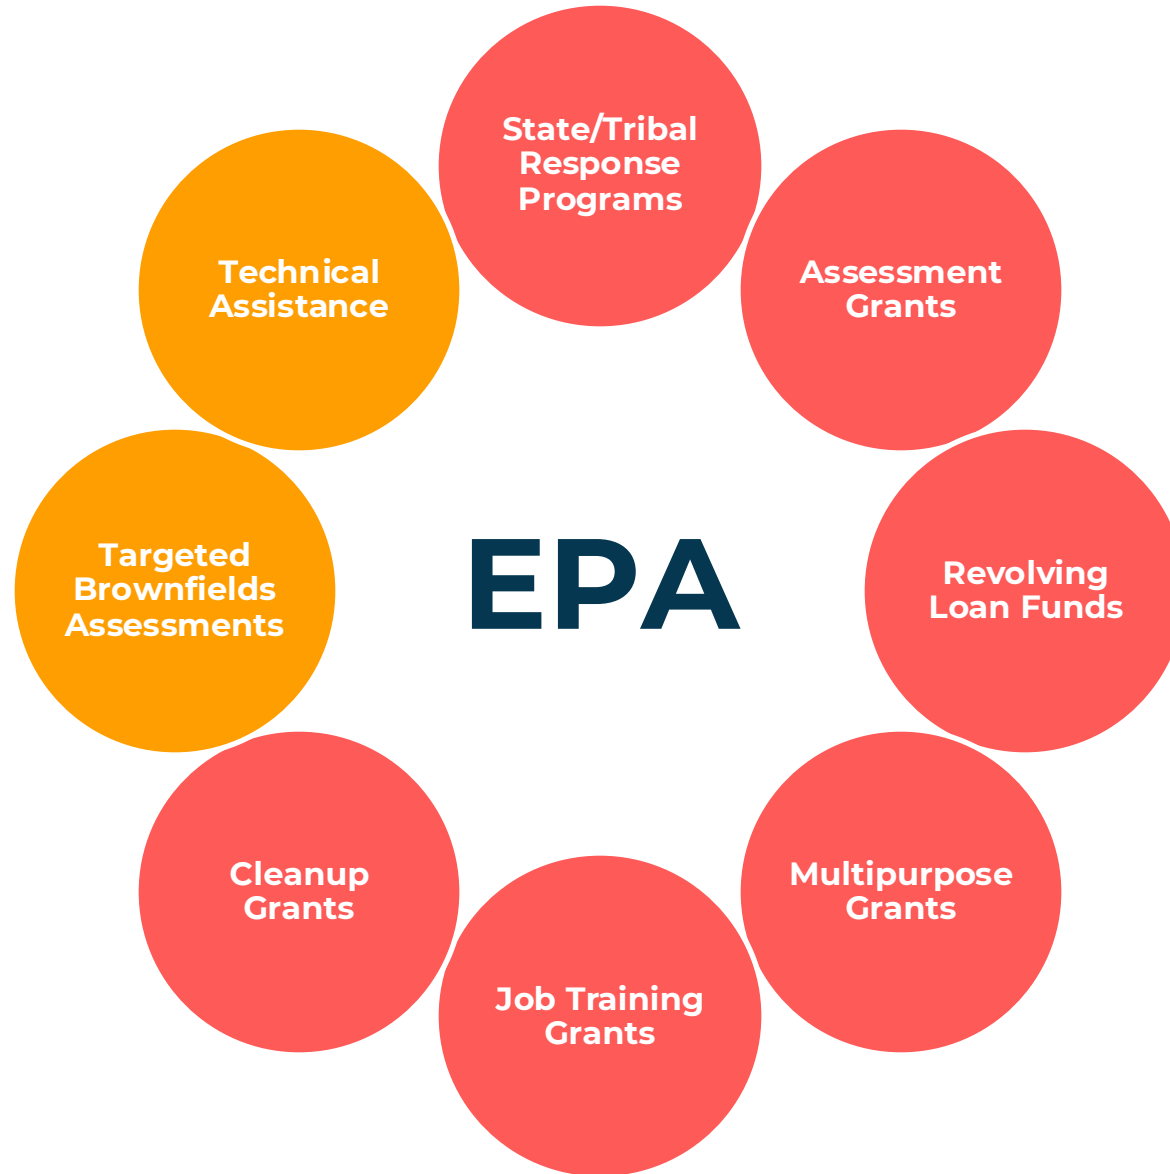 State/Tribal
Response
Programs
Assessment
Grants
Revolving
Loan Funds
Multipurpose
Grants
Job Training
Grants
Cleanup
Grants
Targeted
Brownfields
Assessments
Technical
Assistance
EPA